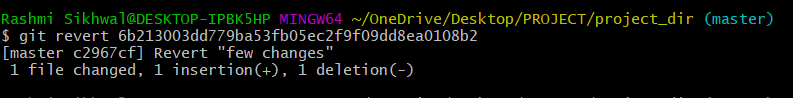 Rashmi Sikhwal@DESKTOP-IPBK5HP MINGW64 ~/OneDrive/Desktop/PROJECT/project_dir (master)
$ git revert 6b213003dd779ba53fb05ec2f9f09dd8ea0108b2
[master c2967cf] Revert "few changes"
 1 file changed, 1 insertion(+), 1 deletion(-)